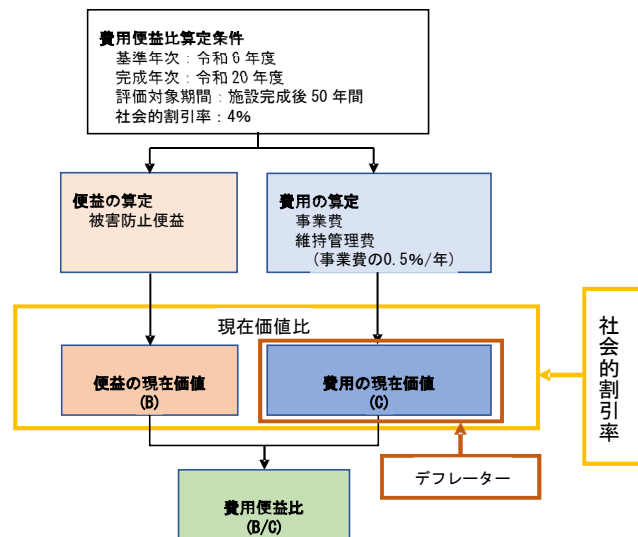 費用便益比算定条件
基準年次：令和6年度
完成年次：令和20年度
評価対象期間：施設完成後50年間
社会的割引率：4%
便益の算定
被害防止便益
費用の算定
事業費
維持管理費
（事業費の0.5%/年）
現在価値比
便益の現在価値
(B)
費用の現在価値
(C)
社会的割引率
デフレーター
費用便益比
(B/C)